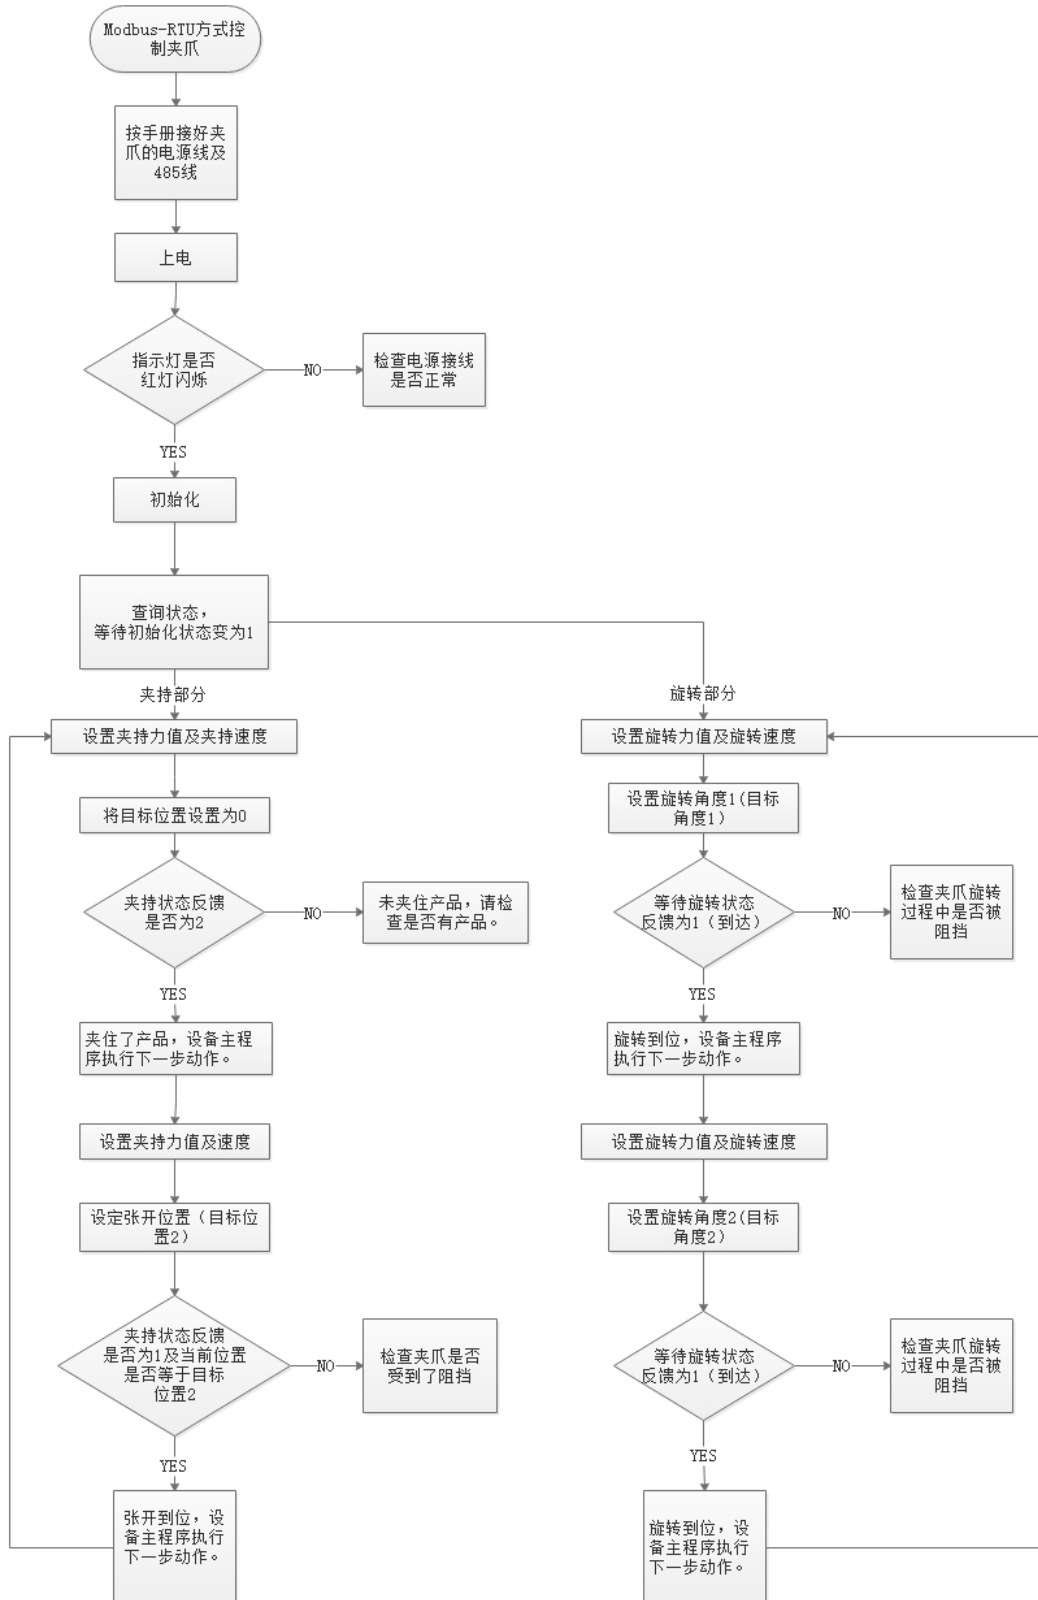 Modbus-RTU方式控
制夹爪
按手册接好夹
爪的电源线及
485线
上电
指示灯是否
红灯闪烁
NO
检查电源接线
是否正常
YES
初始化
查询状态,
等待初始化状态变为1
夹持部分
设置夹持力值及夹持速度
将目标位置设置为0
夹持状态反馈
是否为2
NO
未夹住产品,请检
查是否有产品。
YES
夹住了产品,设备主程
序执行下一步动作。
设置夹持力值及速度
设定张开位置(目标位
置2)
夹持状态反馈
是否为1及当前位置
是否等于目标
位置2
NO
检查夹爪是否
受到了阻挡
YES
张开到位,设
备主程序执行
下一步动作。
旋转部分
设置旋转力值及旋转速度
设置旋转角度1(目标
角度1)
等待旋转状态
反馈为1(到达)
NO
检查夹爪旋转
过程中是否被
阻挡
YES
旋转到位,设备主程序
执行下一步动作。
设置旋转力值及旋转速度
设置旋转角度2(目标
角度2)
等待旋转状态
反馈为1(到达)
NO
检查夹爪旋转
过程中是否被
阻挡
YES
旋转到位,设
备主程序执行
下一步动作。